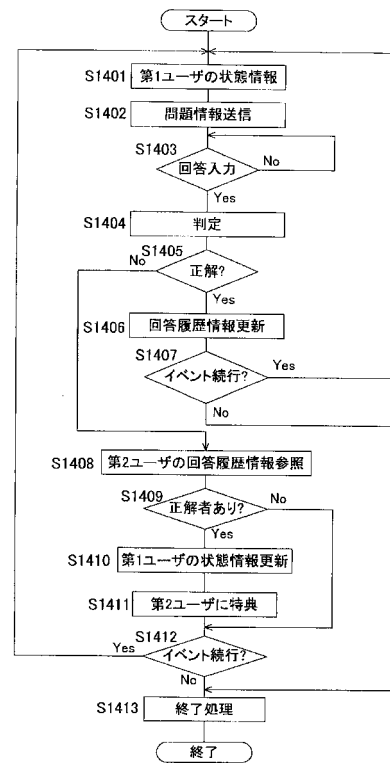 スタート
S1401 第1ユーザの状態情報
S1402 問題情報送信
S1403
回答入力 No
Yes
S1404 判定
S1405
No 正解?
Yes
S1406 回答履歴情報更新
S1407
イベント続行? Yes
No
S1408 第2ユーザの回答履歴情報参照
S1409
正解者あり? No
Yes
S1410 第1ユーザの状態情報更新
S1411 第2ユーザに特典
S1412
Yes イベント続行?
No
S1413 終了処理
終了